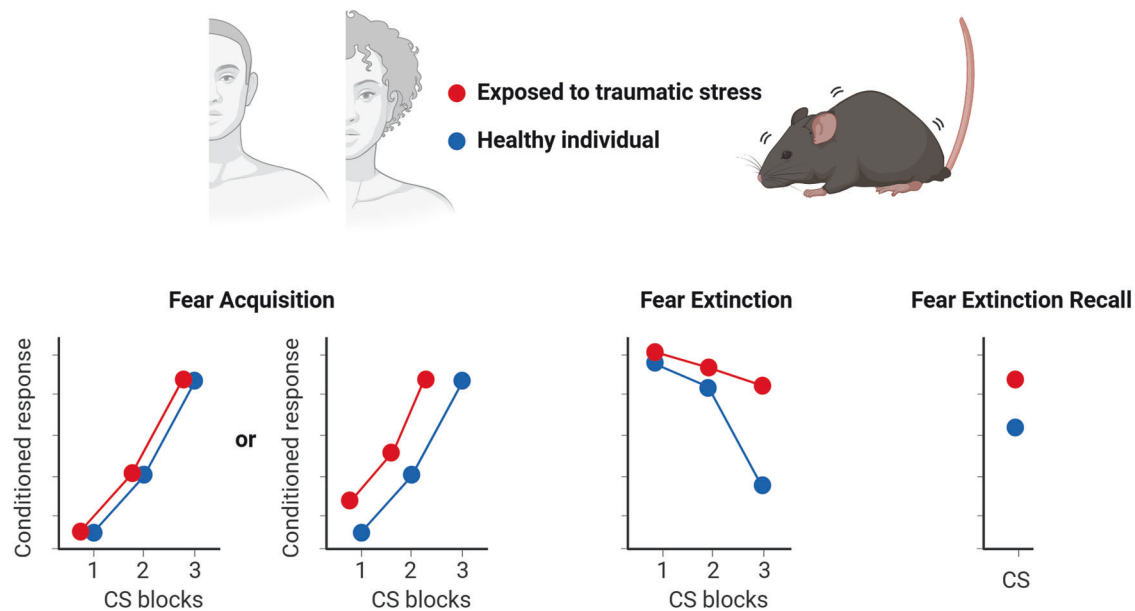 Exposed to traumatic stress
Healthy individual
Fear Acquisition
Conditioned response
1 2 3
CS blocks
or
Conditioned response
1 2 3
CS blocks
Fear Extinction
1 2 3
CS blocks
Fear Extinction Recall
CS